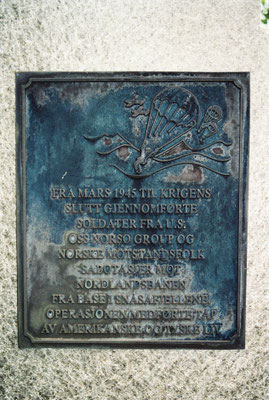 FRA MARS 1945 TIL KRIGENS
SLUTT GJENNOMFØRTE
SOLDATER FRA U.S.
OSS NORSO GROUP OG
NORSKE MOTSTANDSFOLK
SABOTASJER MOT
NORDLANDSBANEN
FRA BASE I SNÅSAFJELLENE
OPERASJONEN MEDFØRTE TAP
AV AMERIKANSKE OG TYSKE LIV.